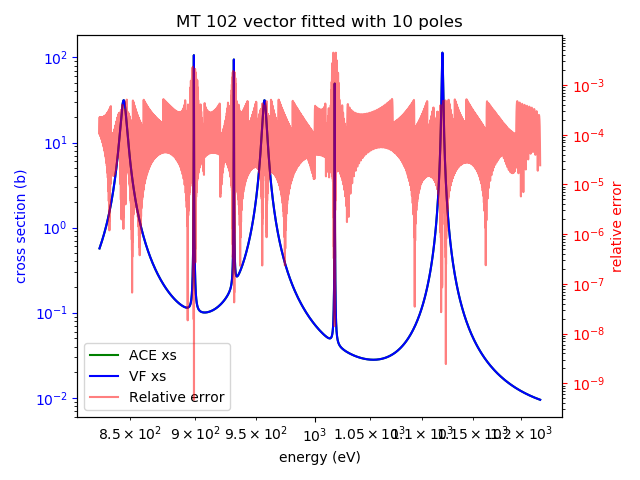 MT 102 vector fitted with 10 poles
10²
10¹
10⁰
10⁻¹
10⁻²
cross section (b)
10⁻³
10⁻⁴
10⁻⁵
10⁻⁶
10⁻⁷
10⁻⁸
10⁻⁹
relative error
ACE xs
VF xs
Relative error
8.5 × 10² 9 × 10² 9.5 × 10² 10³ 1.05 × 10³ 1.1 × 10³ 1.15 × 10³ 1.2 × 10³
energy (eV)